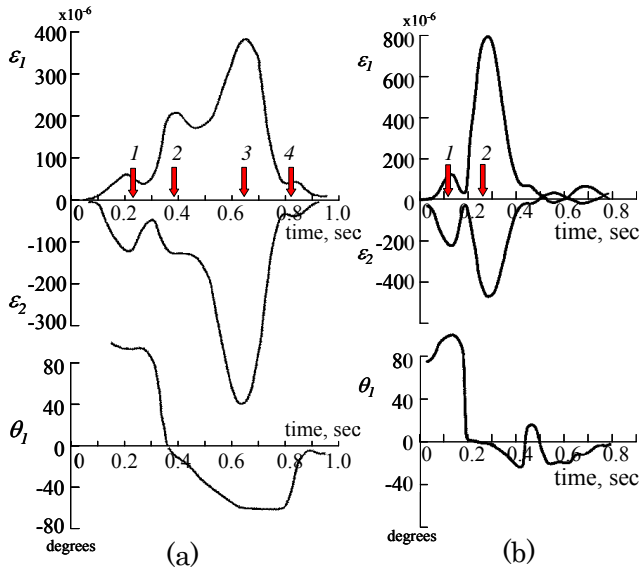 x10⁻⁶
400
ε₁
300
200
100
0
1 2 3 4
0.2 0.4 0.6 0.8 1.0
time, sec
-100
-200
ε₂
-300
80
40
θ₁
0
-40
-80
degrees
time, sec
0.2 0.4 0.6 0.8 1.0
(a)
x10⁻⁶
800
ε₁
600
400
200
0
1 2
0 0.2 0.4 0.6 0.8
time, sec
ε₂
-200
-400
80
θ₁
40
0
-40
-80
degrees
0 0.2 0.4 0.6 0.8
time, sec
(b)